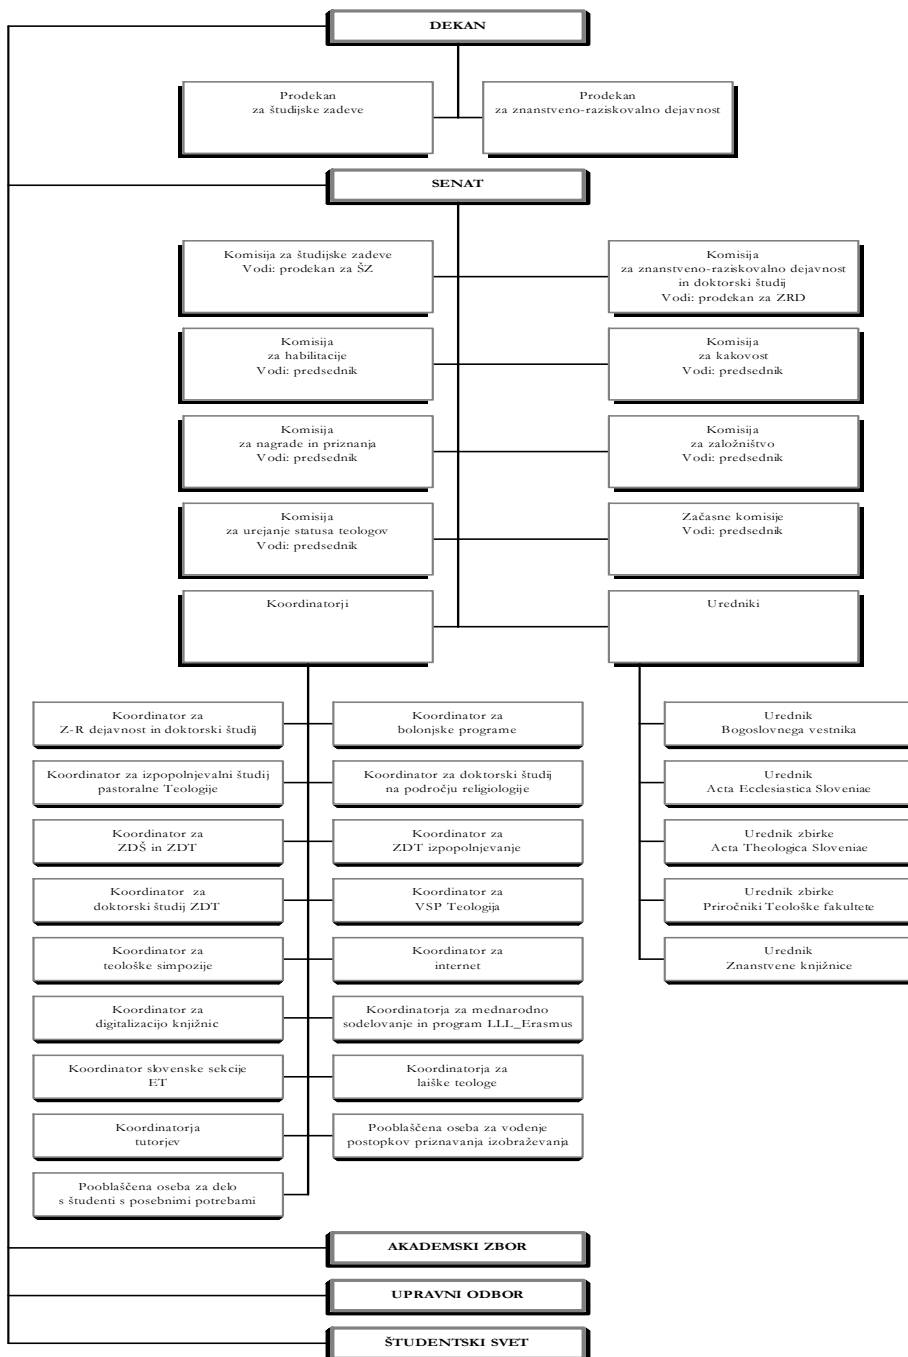 DEKAN
Prodekan
za študijske zadeve
Prodekan
za znanstveno-raziskovalno dejavnost
SENAT
Komisija za študijske zadeve
Vodi: prodekan za ŠZ
Komisija
za znanstveno-raziskovalno dejavnost
in doktorski študij
Vodi: prodekan za ZRD
Komisija
za habilitacije
Vodi: predsednik
Komisija
za kakovost
Vodi: predsednik
Komisija
za nagrade in priznanja
Vodi: predsednik
Komisija
za založništvo
Vodi: predsednik
Komisija
za urejanje statusa teologov
Vodi: predsednik
Začasne komisije
Vodi: predsednik
Koordinatorji
Uredniki
Koordinator za
Z-R dejavnost in doktorski študij
Koordinator za
bolonjske programe
Urednik
Bogoslovnega vestnika
Koordinator za izpopolnjevalni študij
pastoralne Teologije
Koordinator za doktorski študij
na področju religiologije
Urednik
Acta Ecclesiastica Sloveniae
Koordinator za
ZDŠ in ZDT
Koordinator za
ZDT izpopolnjevanje
Urednik zbirke
Acta Theologica Sloveniae
Koordinator za
doktorski študij ZDT
Koordinator za
VSP Teologija
Urednik zbirke
Priročniki Teološke fakultete
Koordinator za
teološke simpozije
Koordinator za
internet
Urednik
Znanstvene knjižnice
Koordinator za
digitalizacijo knjižnic
Koordinatorja za mednarodno
sodelovanje in program LLL_Erasmus
Koordinator slovenske sekcije
ET
Koordinatorja za
laiške teologe
Koordinatorja
tutorjev
Pooblaščena oseba za vodenje
postopkov priznavanja izobraževanja
Pooblaščena oseba za delo
s študenti s posebnimi potrebami
AKADEMSKI ZBOR
UPRAVNI ODBOR
ŠTUDENTSKI SVET